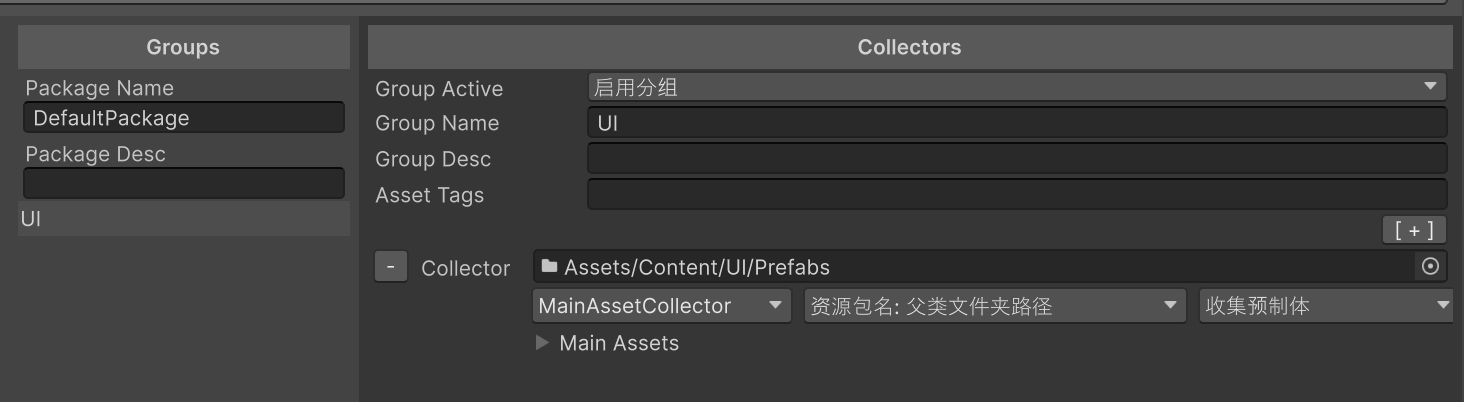 Groups
Package Name
DefaultPackage
Package Desc
UI
Collectors
Group Active 启用分组
Group Name UI
Group Desc
Asset Tags
[ + ]
- Collector Assets/Content/UI/Prefabs
MainAssetCollector 资源包名: 父类文件夹路径 收集预制体
Main Assets